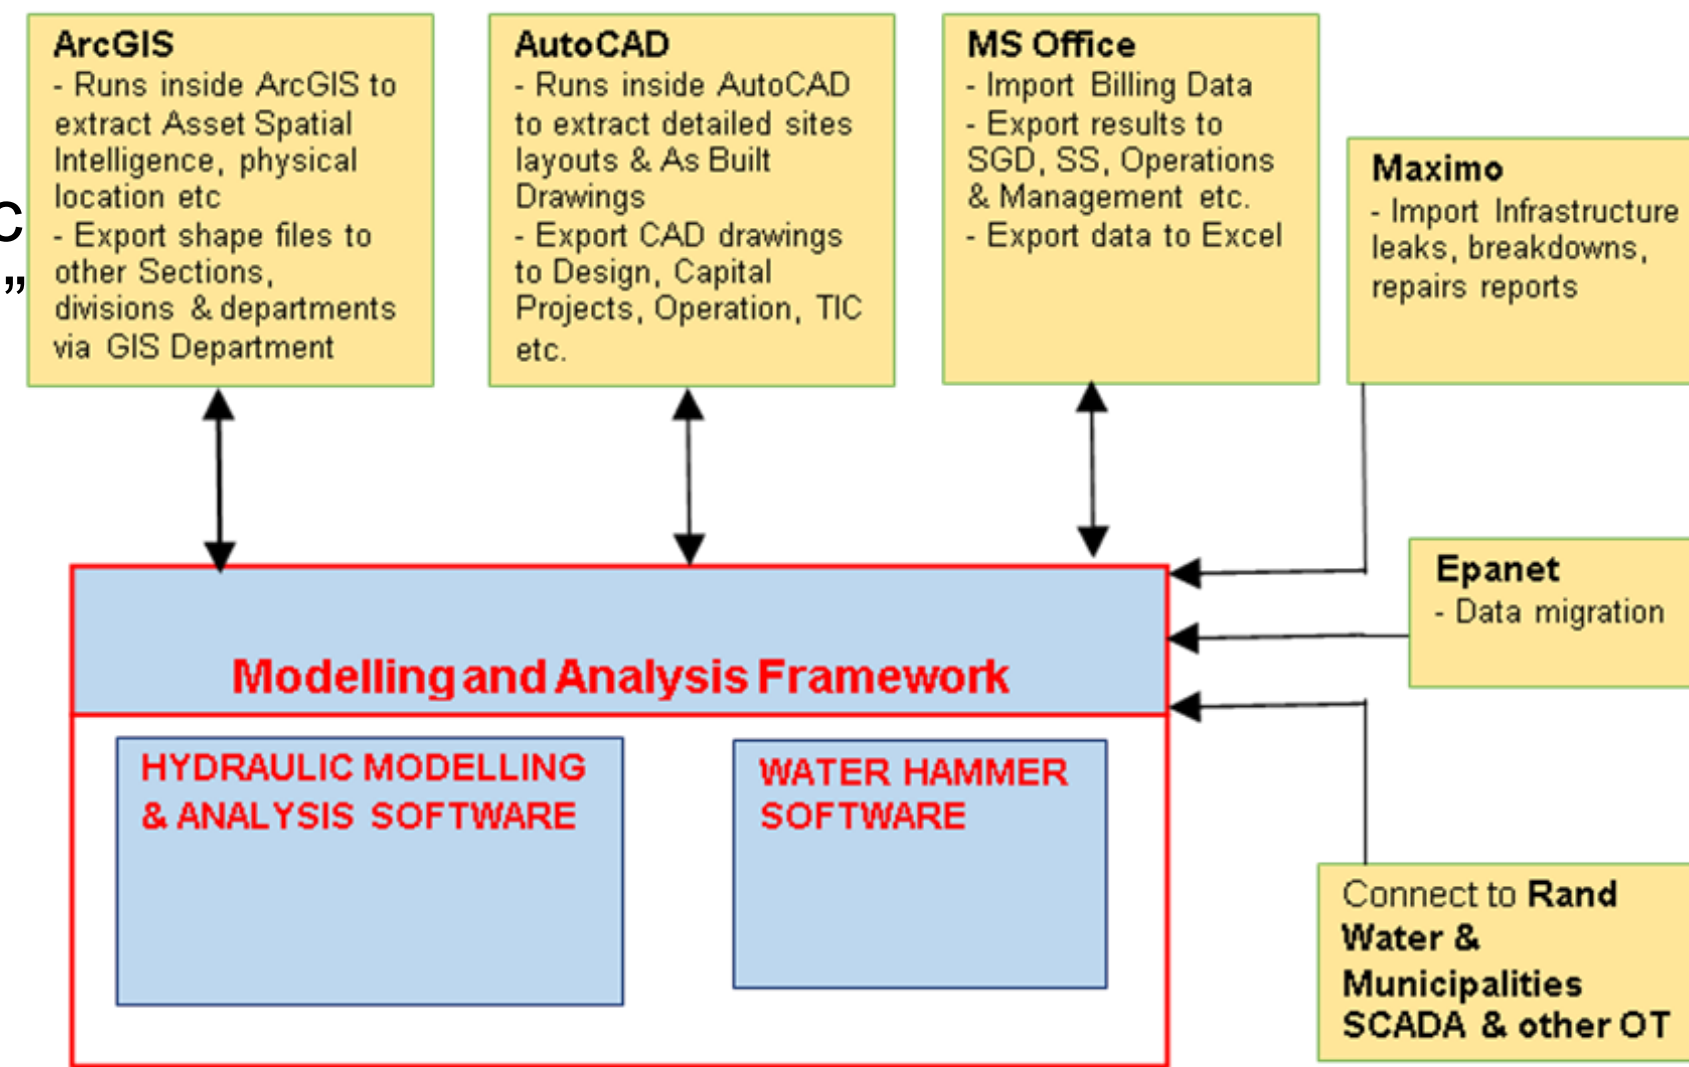 ArcGIS
- Runs inside ArcGIS to
extract Asset Spatial
Intelligence, physical
location etc
- Export shape files to
other Sections,
divisions & departments
via GIS Department
AutoCAD
- Runs inside AutoCAD
to extract detailed sites
layouts & As Built
Drawings
- Export CAD drawings
to Design, Capital
Projects, Operation, TIC
etc.
MS Office
- Import Billing Data
- Export results to
SGD, SS, Operations
& Management etc.
- Export data to Excel
Maximo
- Import Infrastructure
leaks, breakdowns,
repairs reports
Epanet
- Data migration
Modelling and Analysis Framework
HYDRAULIC MODELLING
& ANALYSIS SOFTWARE
WATER HAMMER
SOFTWARE
Connect to Rand
Water &
Municipalities
SCADA & other OT